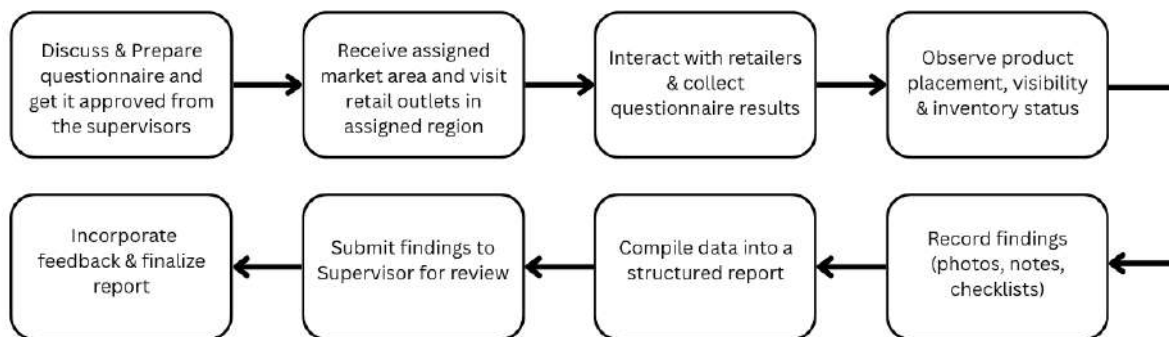 Discuss & Prepare
questionnaire and
get it approved from
the supervisors
Receive assigned
market area and visit
retail outlets in
assigned region
Interact with retailers
& collect
questionnaire results
Observe product
placement, visibility
& inventory status
Record findings
(photos, notes,
checklists)
Compile data into a
structured report
Submit findings to
Supervisor for review
Incorporate
feedback & finalize
report